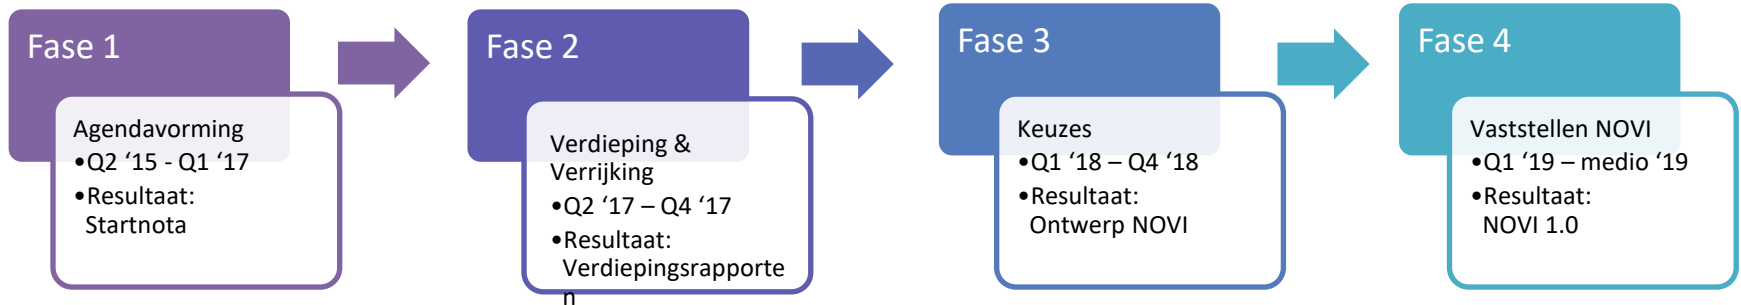 Fase 1
Agendavorming
•Q2 ‘15 - Q1 ‘17
•Resultaat:
Startnota
Fase 2
Verdieping &
Verrijking
•Q2 ‘17 – Q4 ‘17
•Resultaat:
Verdiepingsrapporte
n
Fase 3
Keuzes
•Q1 ‘18 – Q4 ‘18
•Resultaat:
Ontwerp NOVI
Fase 4
Vaststellen NOVI
•Q1 ‘19 – medio ‘19
•Resultaat:
NOVI 1.0